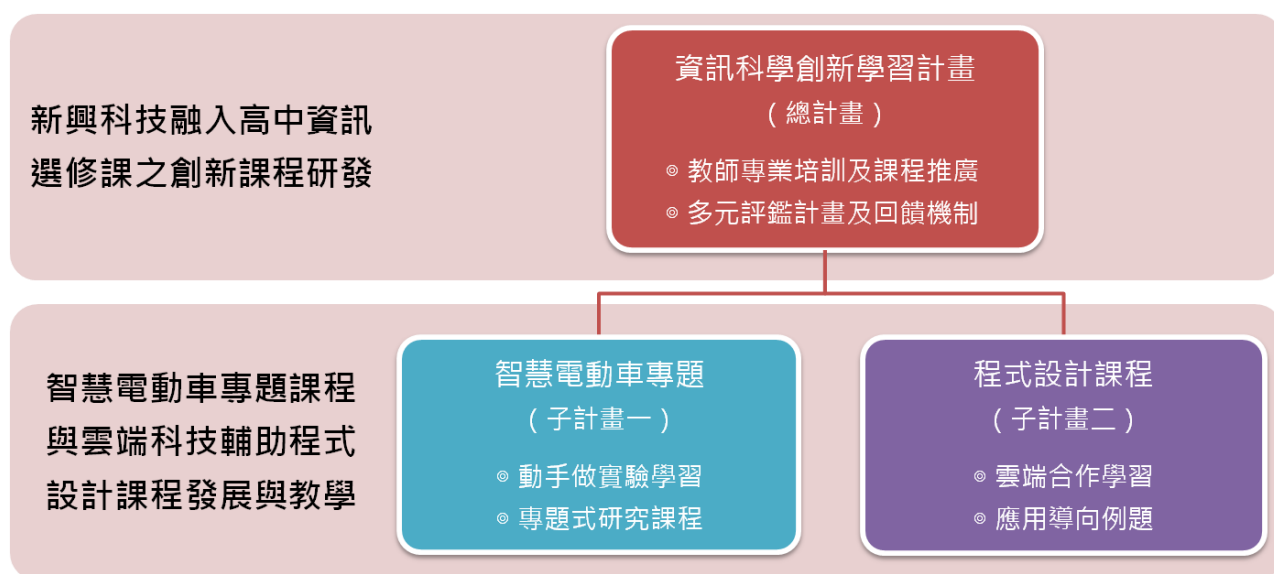 新興科技融入高中資訊
選修課之創新課程研發
資訊科學創新學習計畫
（總計畫）
◎教師專業培訓及課程推廣
◎多元評鑑計畫及回饋機制
智慧電動車專題課程
與雲端科技輔助程式
設計課程發展與教學
智慧電動車專題
（子計畫一）
◎動手做實驗學習
◎專題式研究課程
程式設計課程
（子計畫二）
◎雲端合作學習
◎應用導向例題